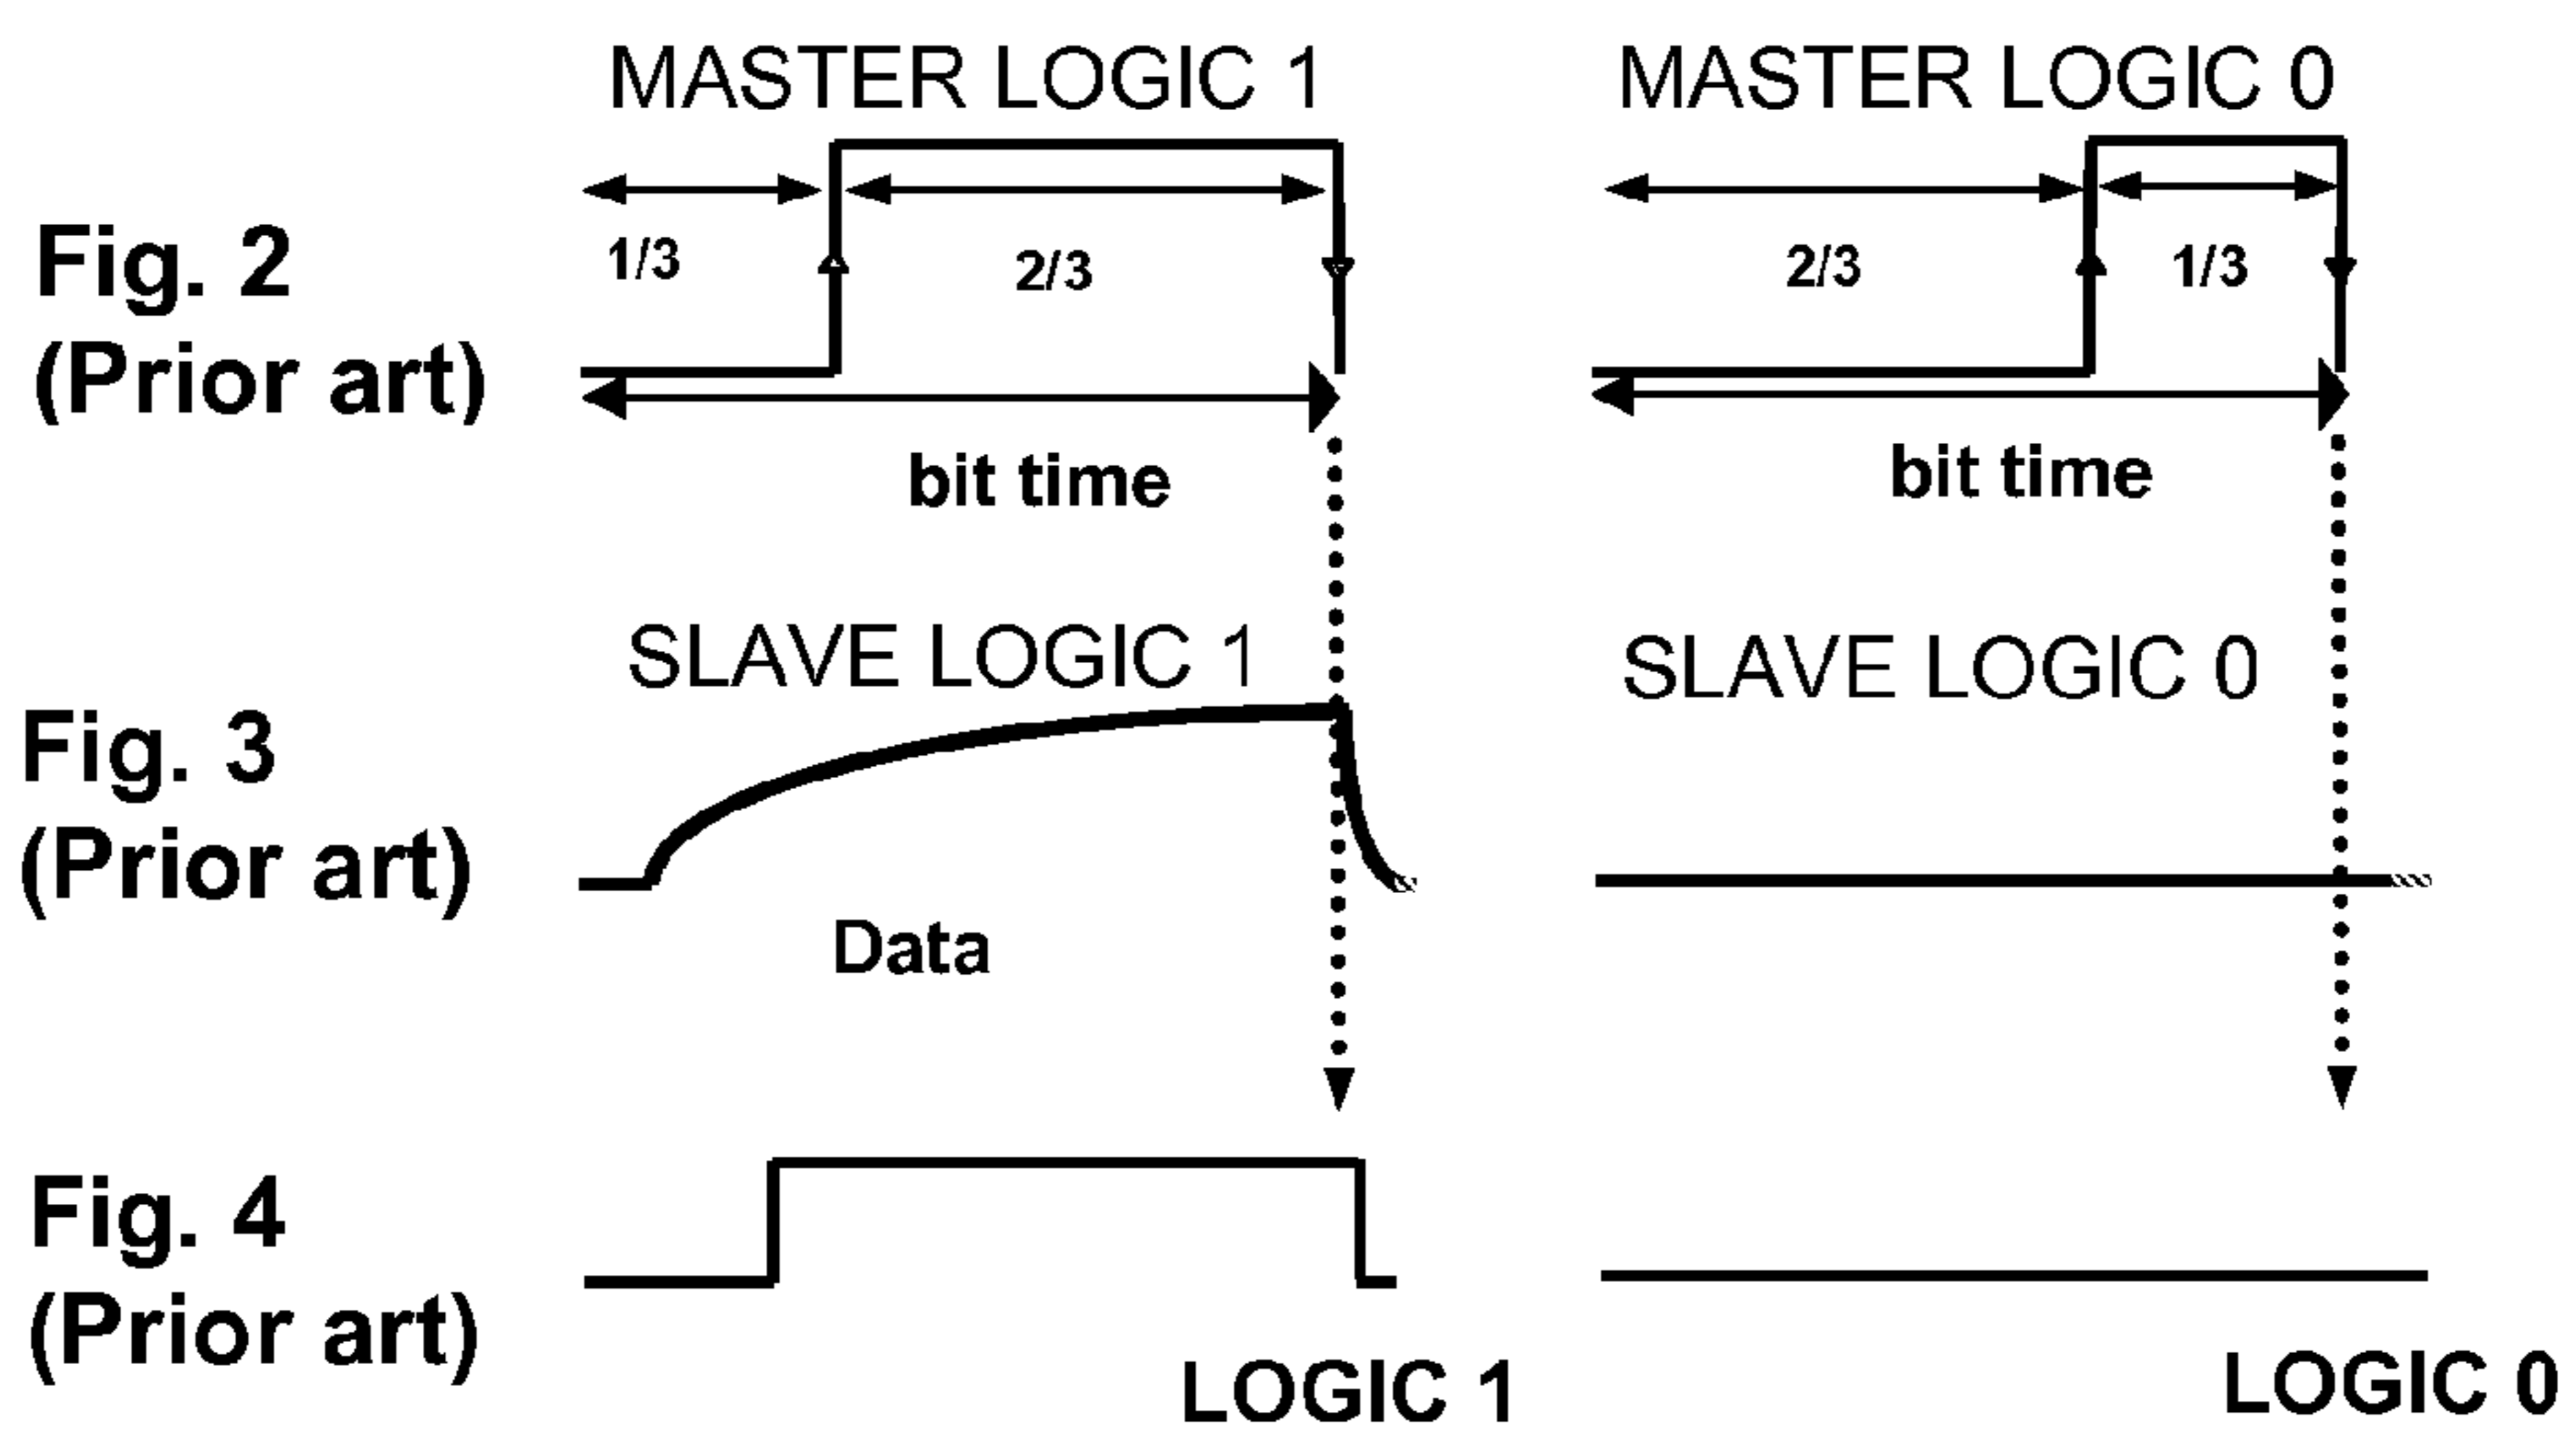 MASTER LOGIC 1
MASTER LOGIC 0
Fig. 2
(Prior art)
1/3
2/3
2/3
1/3
bit time
bit time
SLAVE LOGIC 1
SLAVE LOGIC 0
Fig. 3
(Prior art)
Data
Fig. 4
(Prior art)
LOGIC 1
LOGIC 0